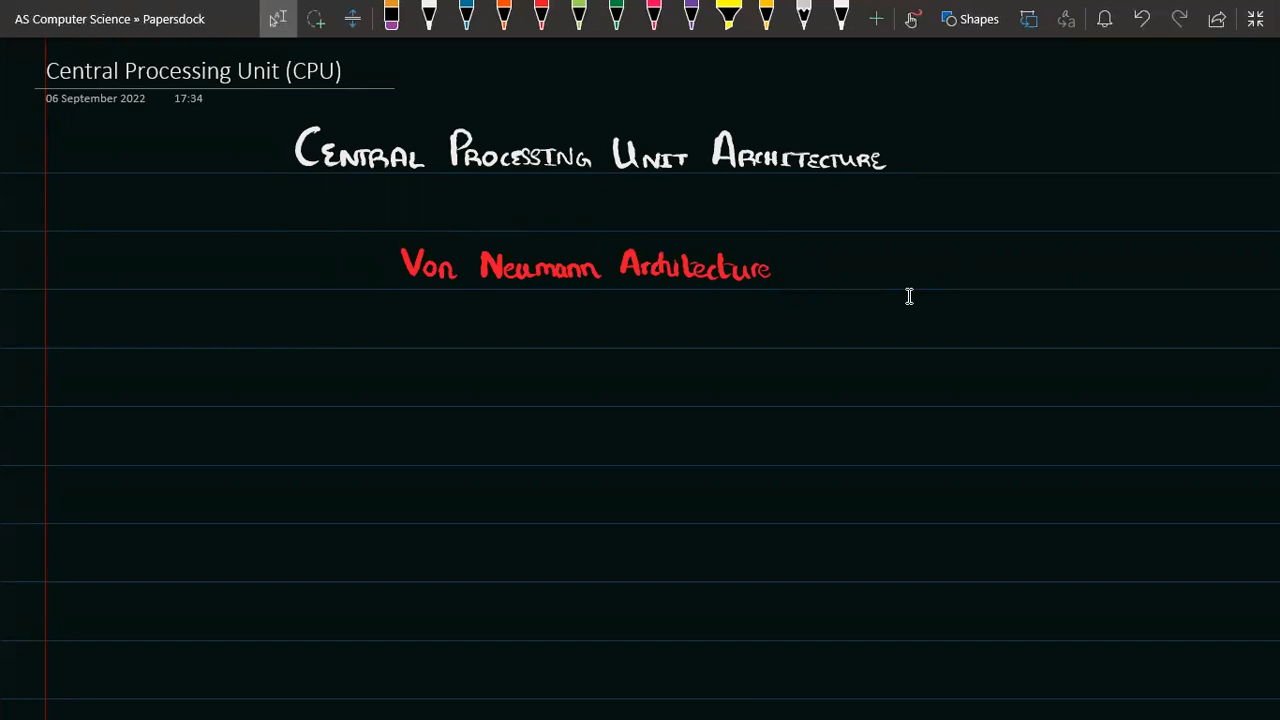 AS Computer Science » Papersdock
Shapes
Central Processing Unit (CPU)
06 September 2022 17:34
CENTRAL PROCESSING UNIT ARCHITECTURE
Von Neumann Architecture